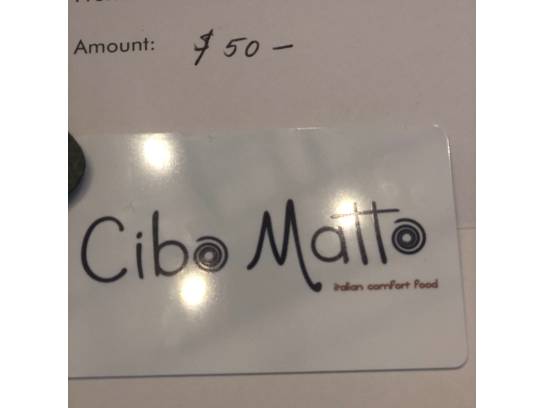 Amount: $ 50 –
Cibo Matto
italian comfort food